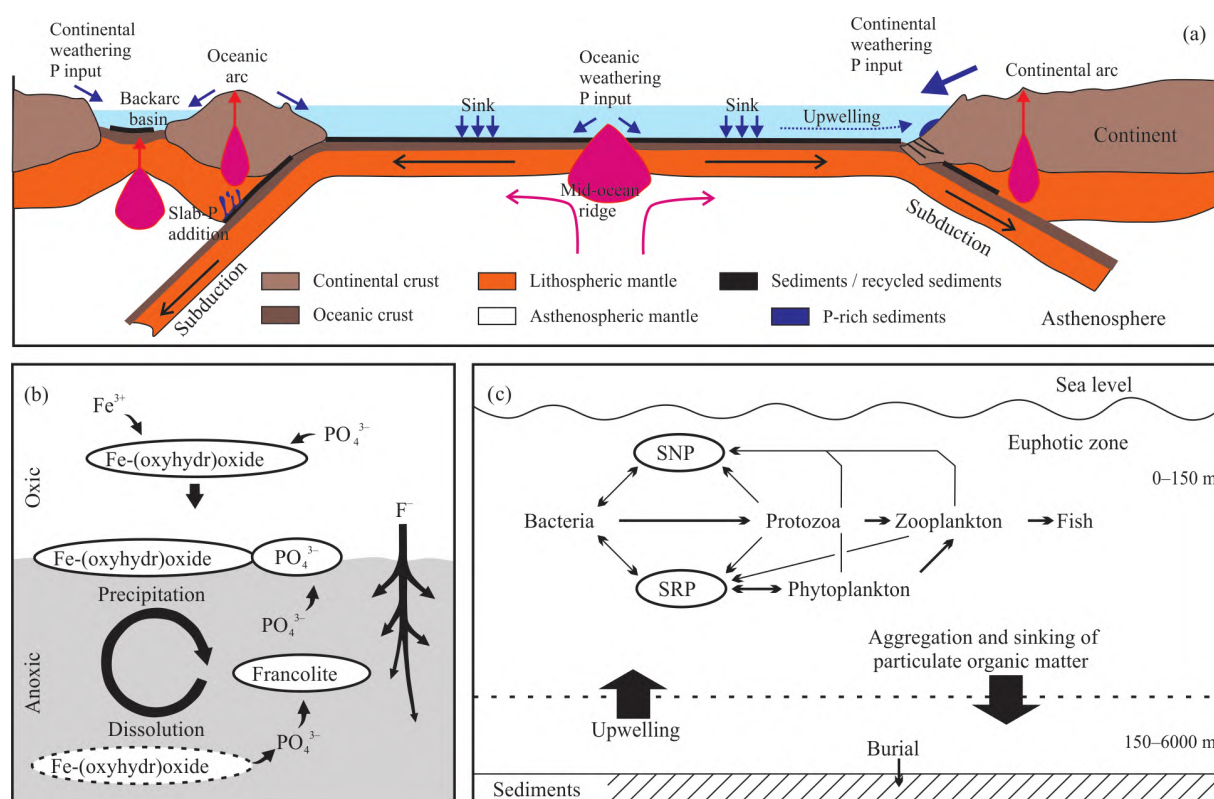 (a)
Continental
weathering
P input
Oceanic
arc
Backarc
basin
Sink
Oceanic
weathering
P input
Sink
Upwelling
Continental
weathering
P input
Continental arc
Continent
Slab-P
addition
Subduction
Mid-ocean
ridge
Subduction
Continental crust
Lithospheric mantle
Sediments / recycled sediments
Oceanic crust
Asthenospheric mantle
P-rich sediments
Asthenosphere
(b)
Oxic
Fe³⁺
PO₄³⁻
Fe-(oxyhydr)oxide
F⁻
Fe-(oxyhydr)oxide
PO₄³⁻
Anoxic
Precipitation
PO₄³⁻
Francolite
Dissolution
PO₄³⁻
Fe-(oxyhydr)oxide
(c)
Sea level
Euphotic zone
0–150 m
SNP
Bacteria
Protozoa
Zooplankton
Fish
SRP
Phytoplankton
Aggregation and sinking of
particulate organic matter
Upwelling
150–6000 m
Burial
Sediments